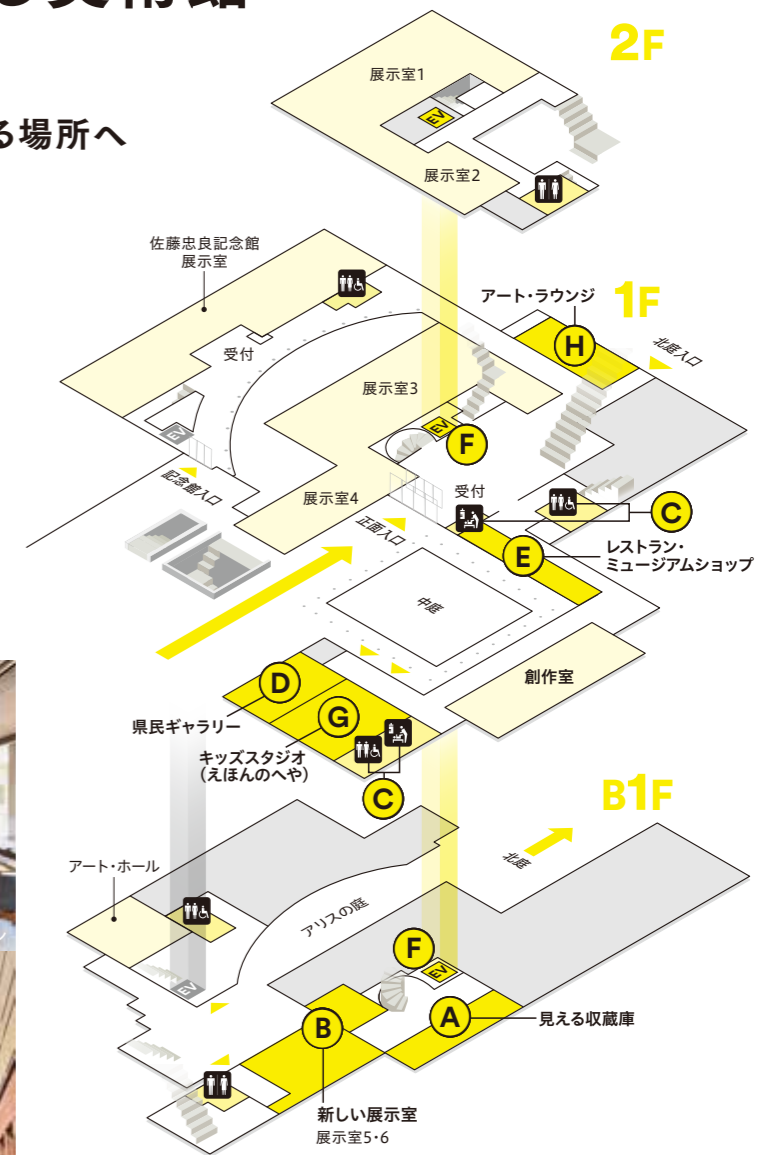 美術館
る場所へ
2F
展示室1
EV
展示室2
佐藤忠良記念館
展示室
アート・ラウンジ
1F
H
北庭入口
受付
展示室3
EV
F
EV
記念館入口
展示室4
受付
正面入口
C
E
レストラン・
ミュージアムショップ
中庭
創作室
D
県民ギャラリー
G
キッズスタジオ
(えほんのへや)
C
B1F
北庭
アート・ホール
アリスの庭
F
EV
EV
A
見える収蔵庫
B
新しい展示室
展示室5・6